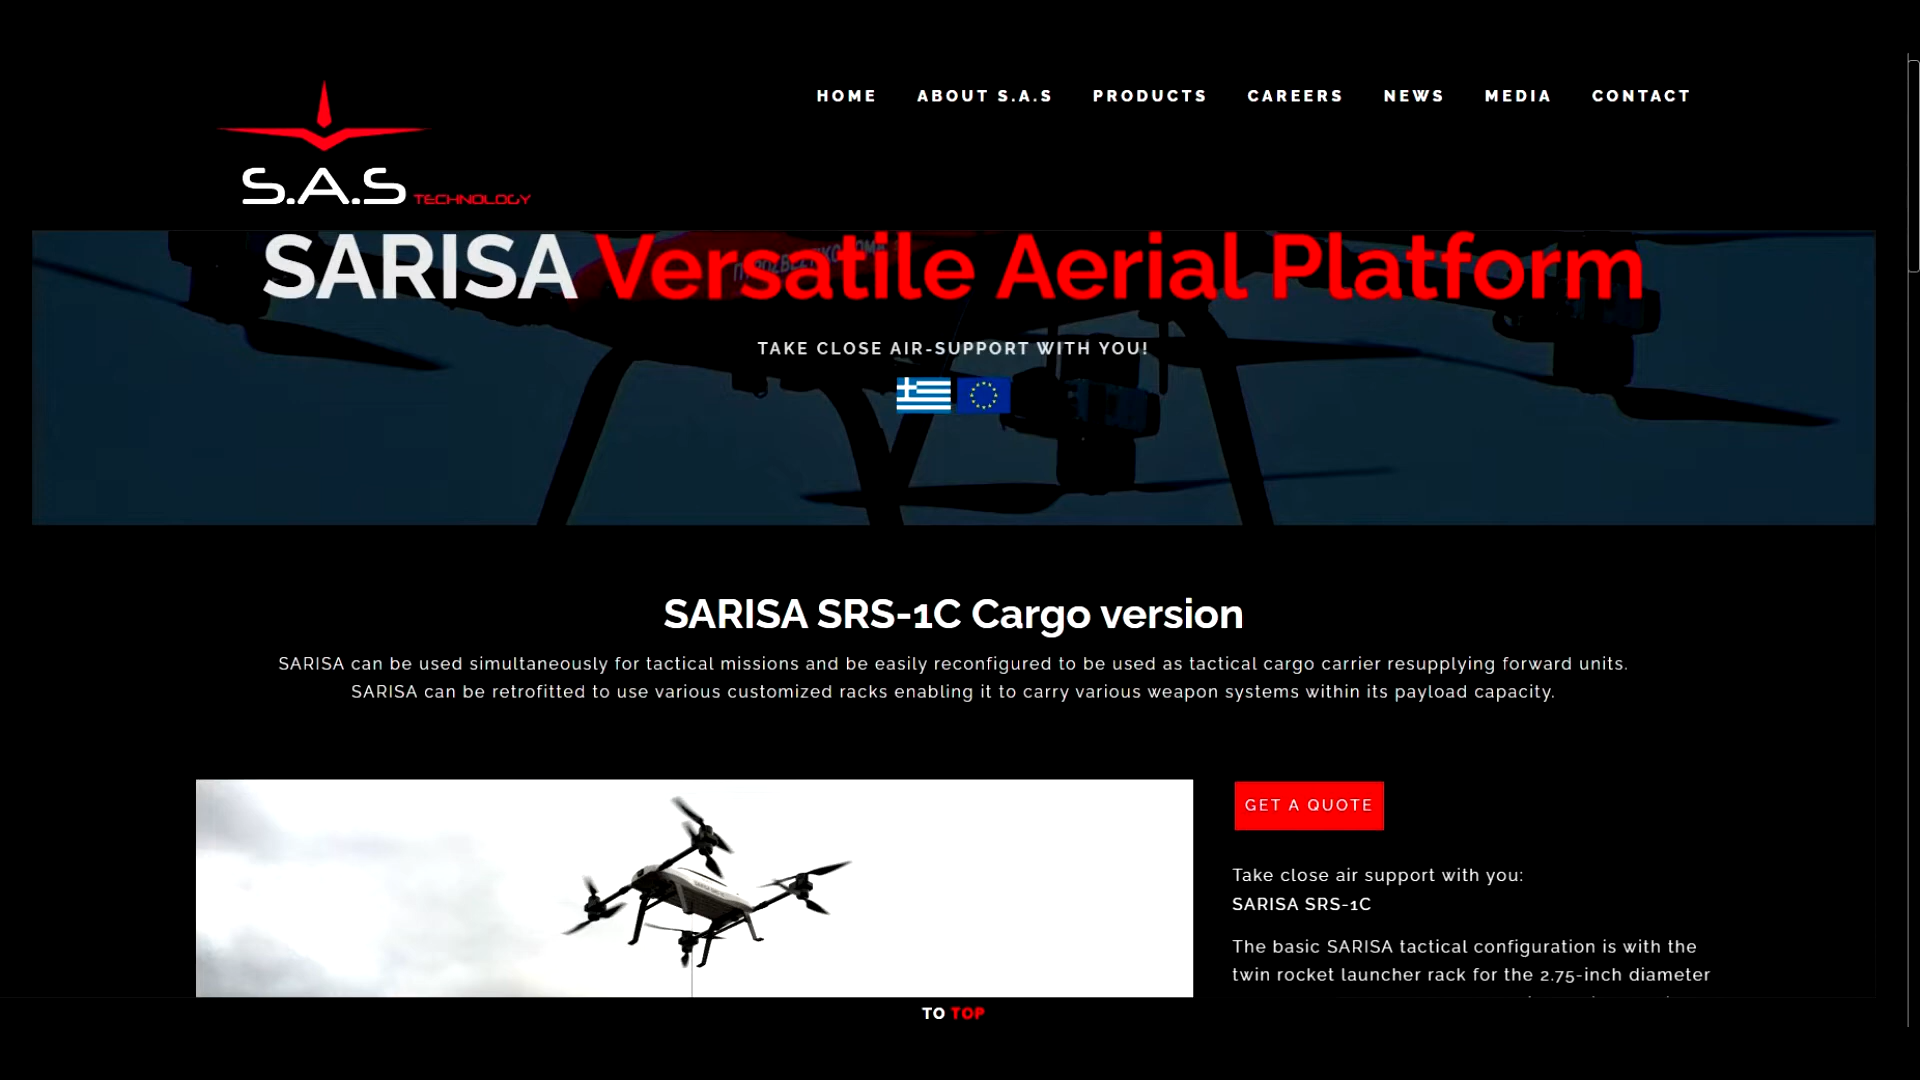 HOME ABOUT S.A.S PRODUCTS CAREERS NEWS MEDIA CONTACT
S.A.S TECHNOLOGY
SARISA Versatile Aerial Platform
TAKE CLOSE AIR-SUPPORT WITH YOU!
SARISA SRS-1C Cargo version
SARISA can be used simultaneously for tactical missions and be easily reconfigured to be used as tactical cargo carrier resupplying forward units.
SARISA can be retrofitted to use various customized racks enabling it to carry various weapon systems within its payload capacity.
GET A QUOTE
Take close air support with you:
SARISA SRS-1C
The basic SARISA tactical configuration is with the
twin rocket launcher rack for the 2.75-inch diameter
TO TOP